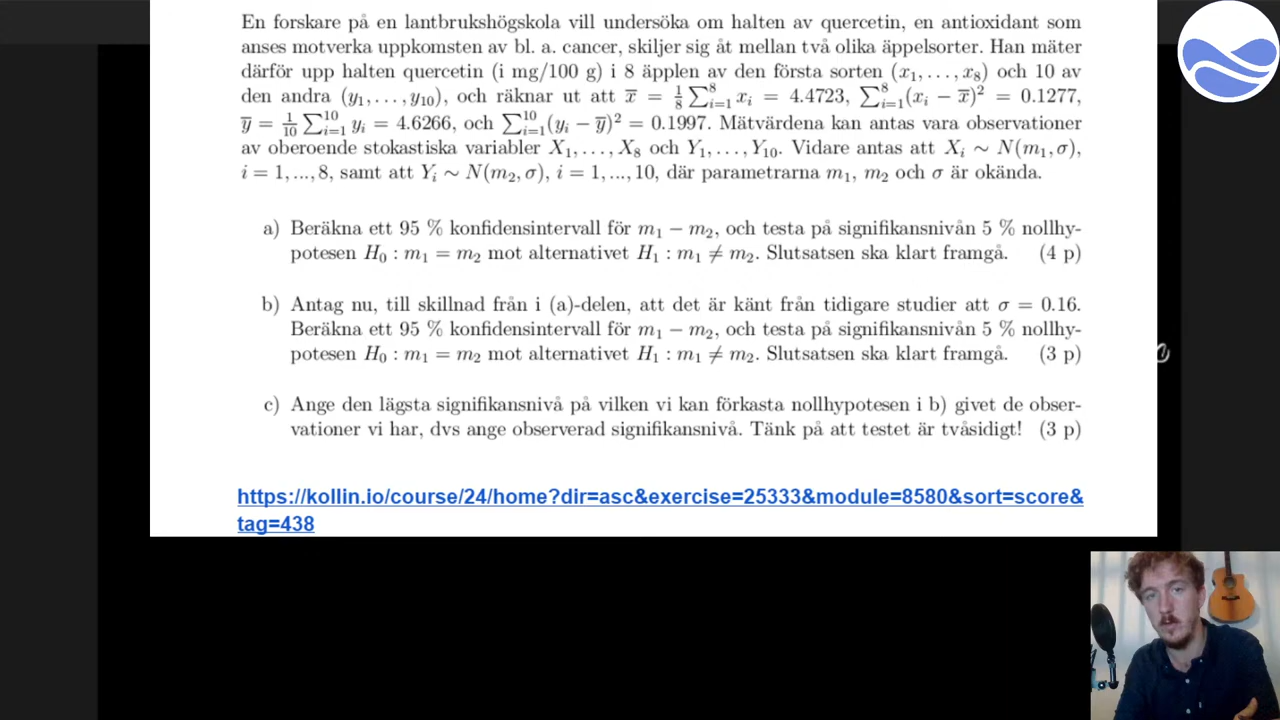 En forskare på en lantbrukshögskola vill undersöka om halten av quercetin, en antioxidant som
anses motverka uppkomsten av bl. a. cancer, skiljer sig åt mellan två olika äppelsorter. Han mäter
därför upp halten quercetin (i mg/100 g) i 8 äpplen av den första sorten (x₁, . . . , x₈) och 10 av
den andra (y₁, . . . , y₁₀), och räknar ut att x̅ = 1/8 ∑⁸ᵢ₌₁ xᵢ = 4.4723, ∑⁸ᵢ₌₁(xᵢ − x̅)² = 0.1277,
y̅ = 1/10 ∑¹⁰ᵢ₌₁ yᵢ = 4.6266, och ∑¹⁰ᵢ₌₁(yᵢ − y̅)² = 0.1997. Mätvärdena kan antas vara observationer
av oberoende stokastiska variabler X₁, . . . , X₈ och Y₁, . . . , Y₁₀. Vidare antas att Xᵢ ∼ N(m₁, σ),
i = 1, ..., 8, samt att Yᵢ ∼ N(m₂, σ), i = 1, ..., 10, där parametrarna m₁, m₂ och σ är okända.
a) Beräkna ett 95 % konfidensintervall för m₁ − m₂, och testa på signifikansnivån 5 % nollhy-
potesen H₀ : m₁ = m₂ mot alternativet H₁ : m₁ ≠ m₂. Slutsatsen ska klart framgå. (4 p)
b) Antag nu, till skillnad från i (a)-delen, att det är känt från tidigare studier att σ = 0.16.
Beräkna ett 95 % konfidensintervall för m₁ − m₂, och testa på signifikansnivån 5 % nollhy-
potesen H₀ : m₁ = m₂ mot alternativet H₁ : m₁ ≠ m₂. Slutsatsen ska klart framgå. (3 p)
c) Ange den lägsta signifikansnivå på vilken vi kan förkasta nollhypotesen i b) givet de obser-
vationer vi har, dvs ange observerad signifikansnivå. Tänk på att testet är tvåsidigt! (3 p)
https://kollin.io/course/24/home?dir=asc&exercise=25333&module=8580&sort=score&
tag=438